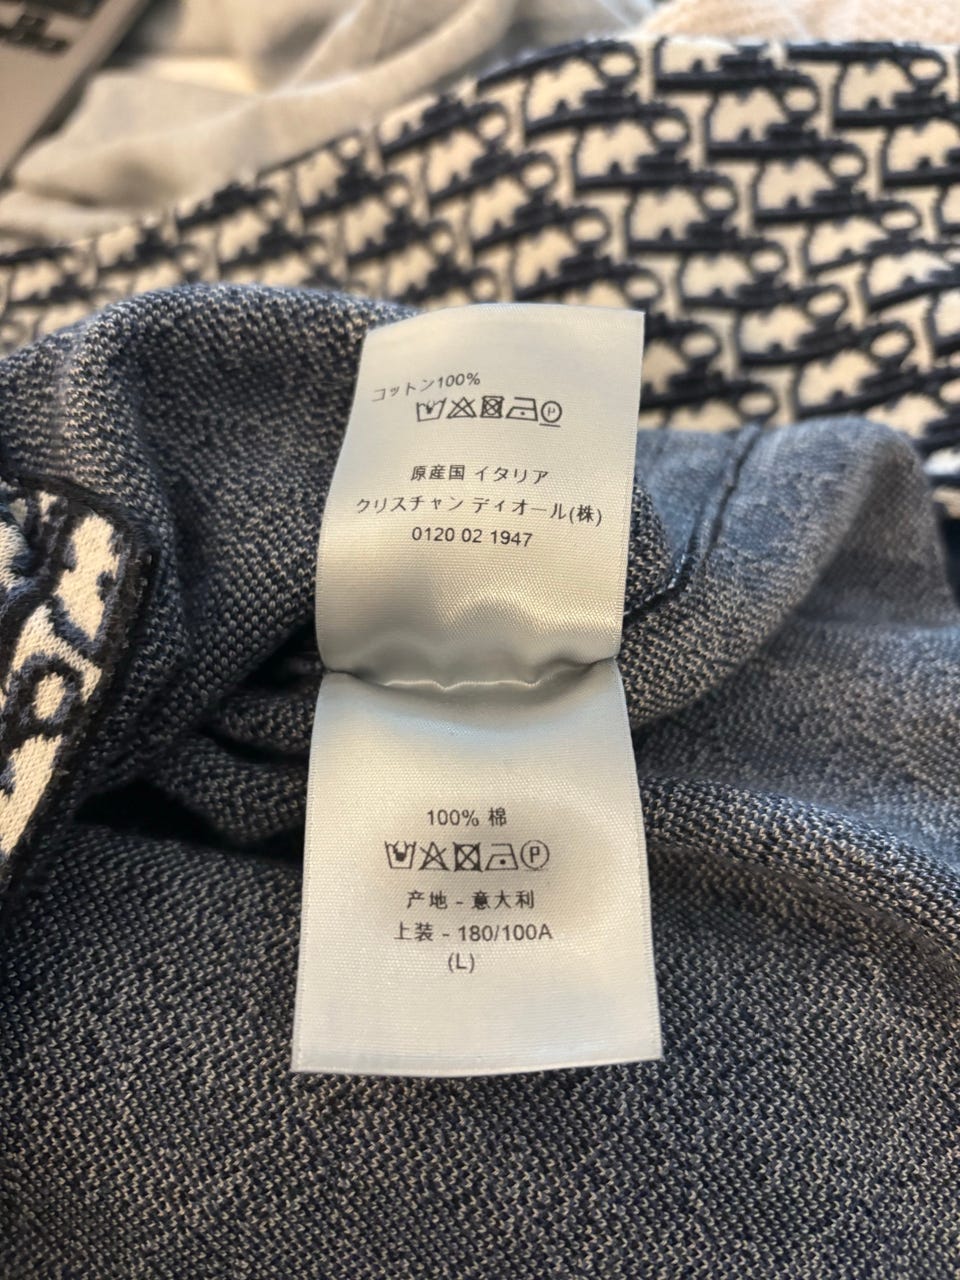 コットン100%
P
原産国 イタリア
クリスチャン ディオール(株)
0120 02 1947
100% 棉
P
产地 - 意大利
上装 - 180/100A
(L)